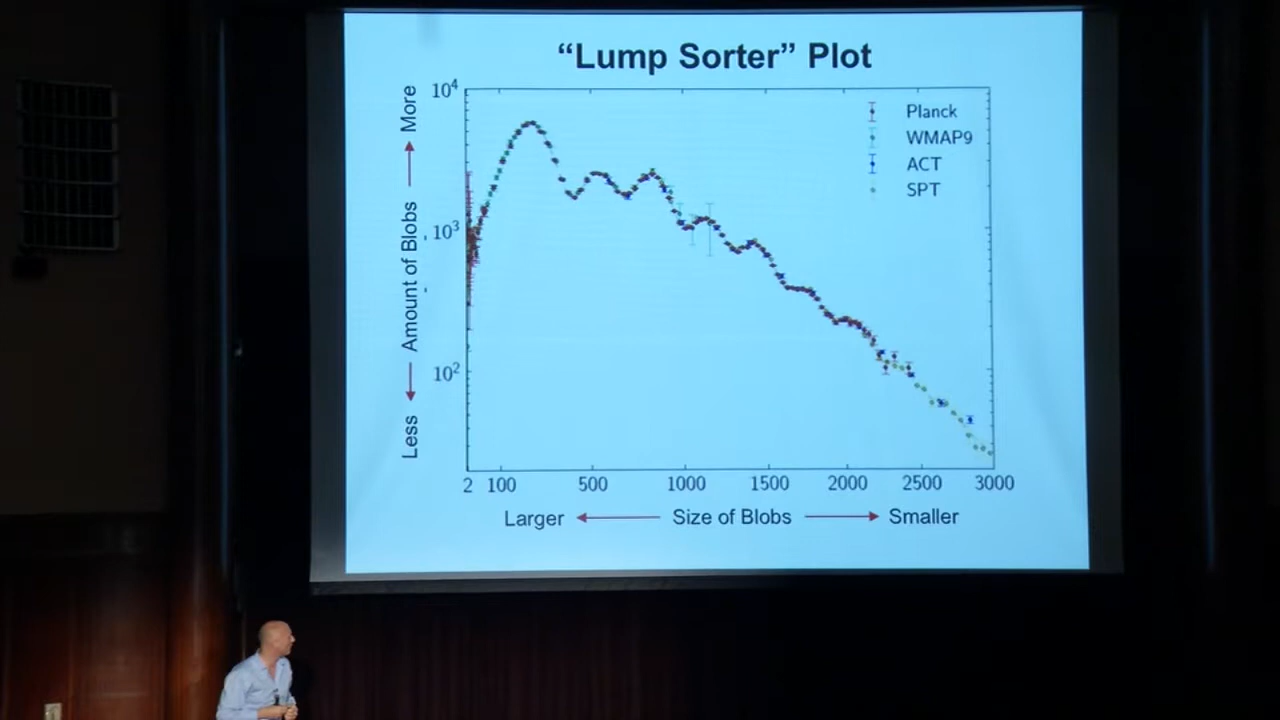 “Lump Sorter” Plot
More
Amount of Blobs
Less
10⁴
10³
10²
Planck
WMAP9
ACT
SPT
2 100 500 1000 1500 2000 2500 3000
Larger Size of Blobs Smaller